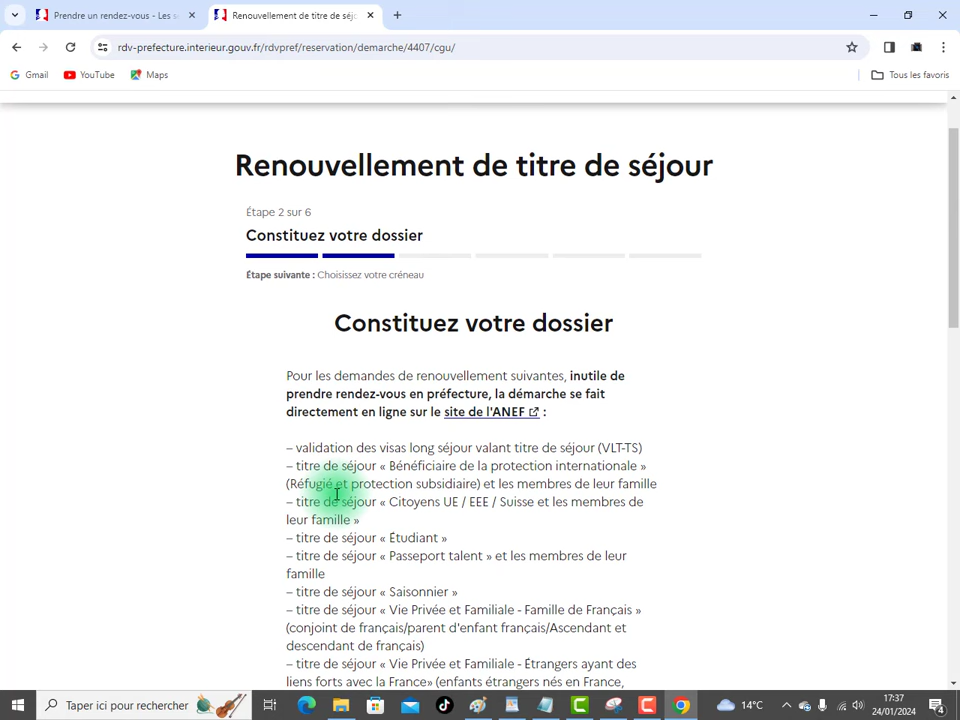 Prendre un rendez-vous - Les se
Renouvellement de titre de séjo
rdv-prefecture.interieur.gouv.fr/rdvpref/reservation/demarche/4407/cgu/
Gmail
YouTube
Maps
Tous les favoris
Renouvellement de titre de séjour
Étape 2 sur 6
Constituez votre dossier
Étape suivante : Choisissez votre créneau
Constituez votre dossier
Pour les demandes de renouvellement suivantes, inutile de
prendre rendez-vous en préfecture, la démarche se fait
directement en ligne sur le site de l'ANEF :
– validation des visas long séjour valant titre de séjour (VLT-TS)
– titre de séjour « Bénéficiaire de la protection internationale »
(Réfugié et protection subsidiaire) et les membres de leur famille
– titre de séjour « Citoyens UE / EEE / Suisse et les membres de
leur famille »
– titre de séjour « Étudiant »
– titre de séjour « Passeport talent » et les membres de leur
famille
– titre de séjour « Saisonnier »
– titre de séjour « Vie Privée et Familiale - Famille de Français »
(conjoint de français/parent d'enfant français/Ascendant et
descendant de français)
– titre de séjour « Vie Privée et Familiale - Étrangers ayant des
liens forts avec la France» (enfants étrangers nés en France,
Taper ici pour rechercher
14°C
17:37
24/01/2024
4